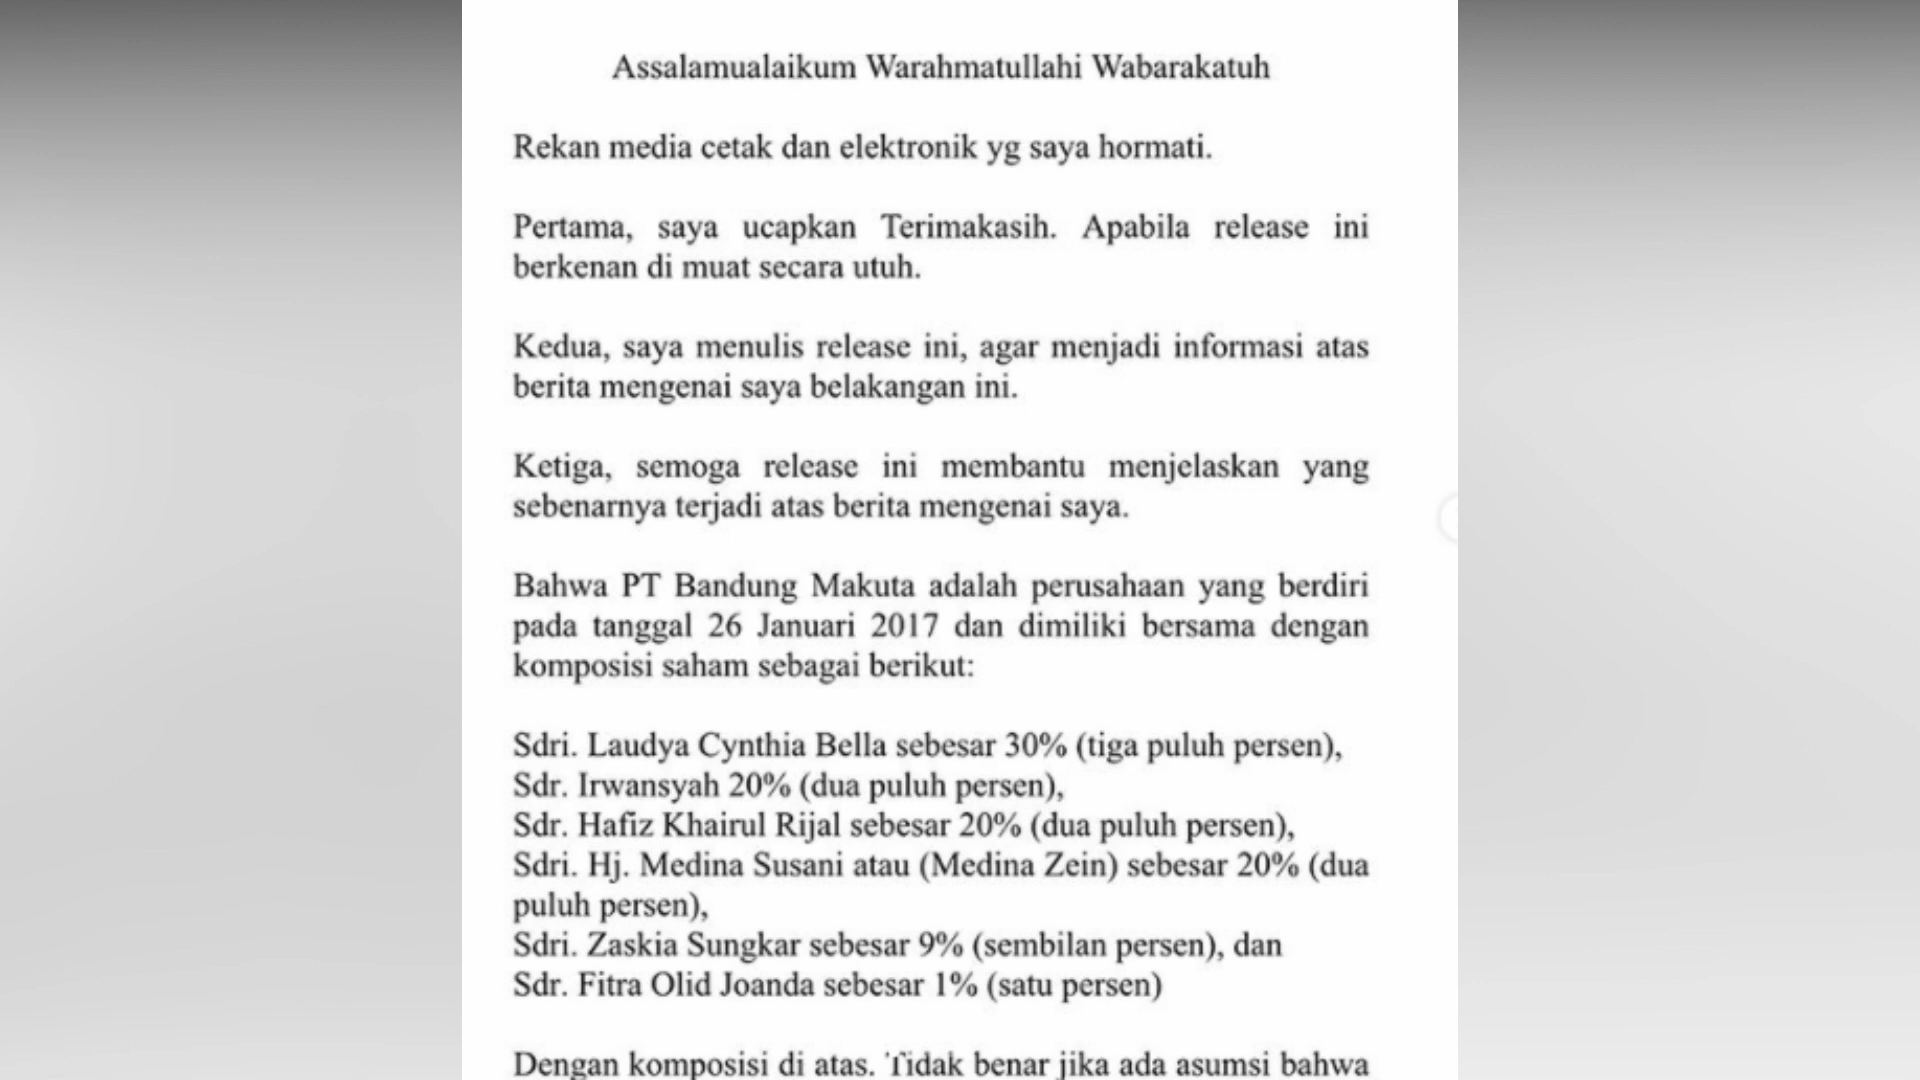 Assalamualaikum Warahmatullahi Wabarakatuh
Rekan media cetak dan elektronik yg saya hormati.
Pertama, saya ucapkan Terimakasih. Apabila release ini
berkenan di muat secara utuh.
Kedua, saya menulis release ini, agar menjadi informasi atas
berita mengenai saya belakangan ini.
Ketiga, semoga release ini membantu menjelaskan yang
sebenarnya terjadi atas berita mengenai saya.
Bahwa PT Bandung Makuta adalah perusahaan yang berdiri
pada tanggal 26 Januari 2017 dan dimiliki bersama dengan
komposisi saham sebagai berikut:
Sdri. Laudya Cynthia Bella sebesar 30% (tiga puluh persen),
Sdr. Irwansyah 20% (dua puluh persen),
Sdr. Hafiz Khairul Rijal sebesar 20% (dua puluh persen),
Sdri. Hj. Medina Susani atau (Medina Zein) sebesar 20% (dua
puluh persen),
Sdri. Zaskia Sungkar sebesar 9% (sembilan persen), dan
Sdr. Fitra Olid Joanda sebesar 1% (satu persen)
Dengan komposisi di atas. Tidak benar jika ada asumsi bahwa